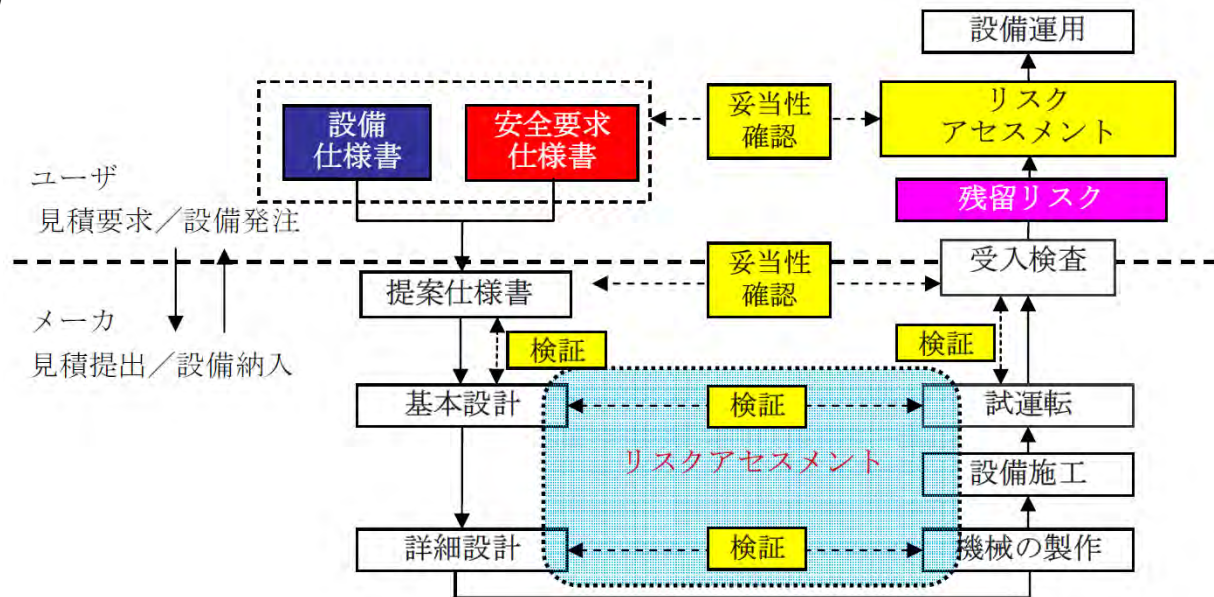 設備運用
設備
仕様書
安全要求
仕様書
妥当性
確認
リスク
アセスメント
ユーザ
見積要求／設備発注
残留リスク
提案仕様書
妥当性
確認
受入検査
メーカ
見積提出／設備納入
検証
検証
基本設計
検証
試運転
リスクアセスメント
設備施工
詳細設計
検証
機械の製作